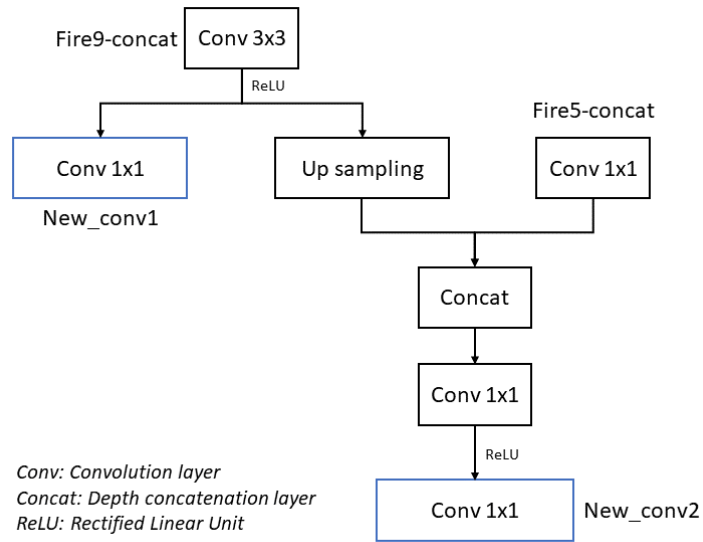 Fire9-concat
Conv 3x3
ReLU
Fire5-concat
Conv 1x1
Up sampling
Conv 1x1
New_conv1
Concat
Conv 1x1
ReLU
Conv: Convolution layer
Concat: Depth concatenation layer
ReLU: Rectified Linear Unit
Conv 1x1
New_conv2